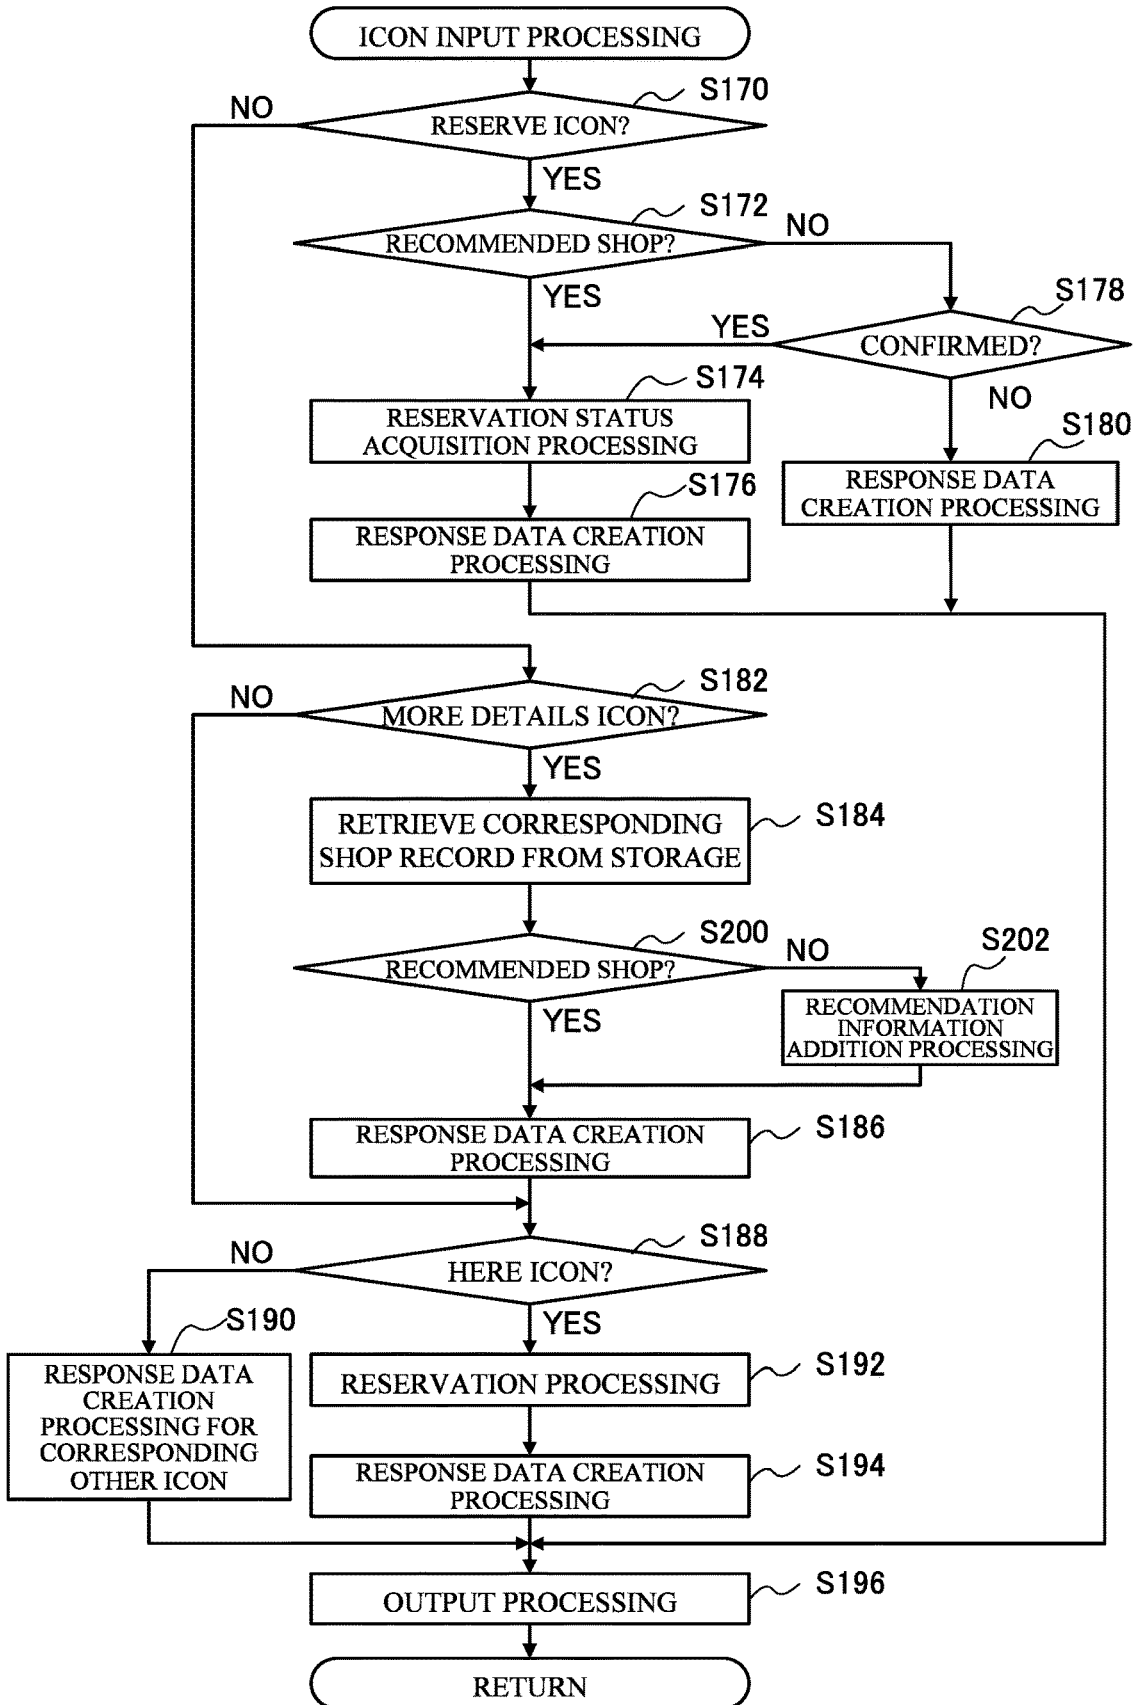 ICON INPUT PROCESSING
S170
NO
RESERVE ICON?
YES
S172
NO
RECOMMENDED SHOP?
YES
S178
YES
CONFIRMED?
S174
NO
RESERVATION STATUS
ACQUISITION PROCESSING
S180
RESPONSE DATA
CREATION PROCESSING
S176
RESPONSE DATA CREATION
PROCESSING
S182
NO
MORE DETAILS ICON?
YES
S184
RETRIEVE CORRESPONDING
SHOP RECORD FROM STORAGE
S200
NO
S202
RECOMMENDED SHOP?
YES
RECOMMENDATION
INFORMATION
ADDITION PROCESSING
S186
RESPONSE DATA CREATION
PROCESSING
S188
NO
HERE ICON?
YES
S190
RESPONSE DATA
CREATION
PROCESSING FOR
CORRESPONDING
OTHER ICON
S192
RESERVATION PROCESSING
S194
RESPONSE DATA CREATION
PROCESSING
S196
OUTPUT PROCESSING
RETURN